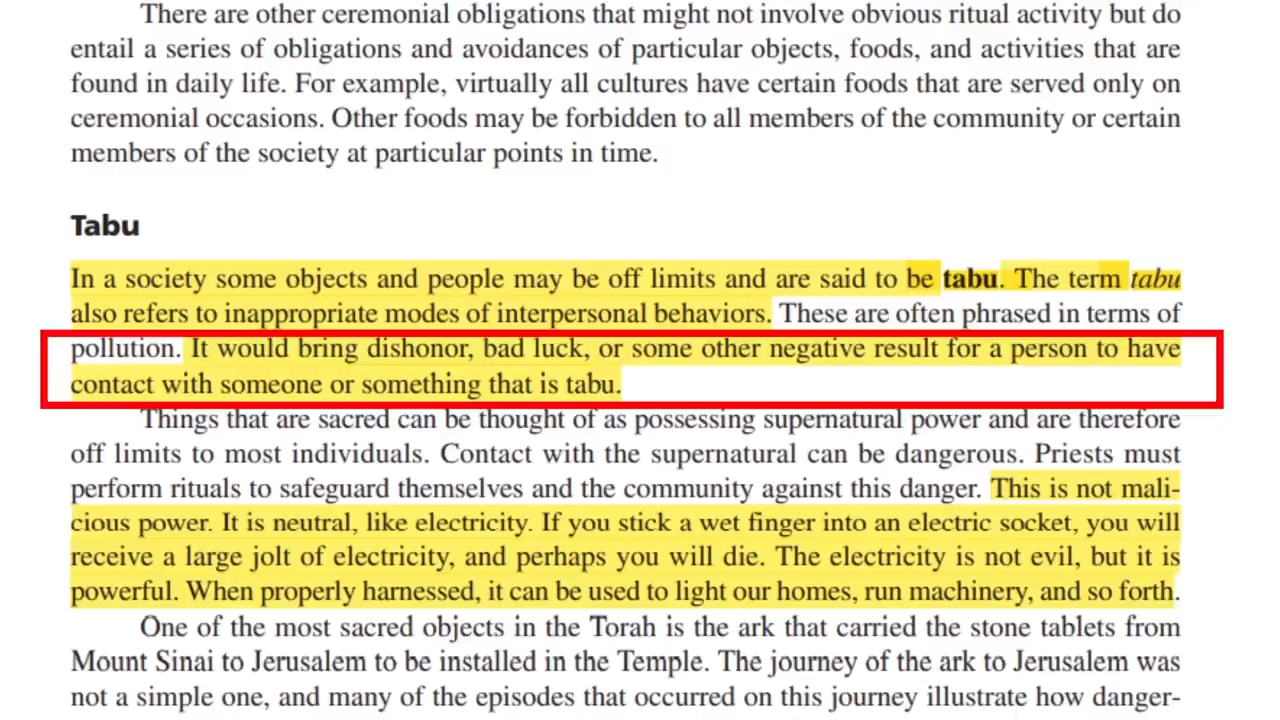 There are other ceremonial obligations that might not involve obvious ritual activity but do
entail a series of obligations and avoidances of particular objects, foods, and activities that are
found in daily life. For example, virtually all cultures have certain foods that are served only on
ceremonial occasions. Other foods may be forbidden to all members of the community or certain
members of the society at particular points in time.
Tabu
In a society some objects and people may be off limits and are said to be tabu. The term tabu
also refers to inappropriate modes of interpersonal behaviors. These are often phrased in terms of
pollution. It would bring dishonor, bad luck, or some other negative result for a person to have
contact with someone or something that is tabu.
Things that are sacred can be thought of as possessing supernatural power and are therefore
off limits to most individuals. Contact with the supernatural can be dangerous. Priests must
perform rituals to safeguard themselves and the community against this danger. This is not mali-
cious power. It is neutral, like electricity. If you stick a wet finger into an electric socket, you will
receive a large jolt of electricity, and perhaps you will die. The electricity is not evil, but it is
powerful. When properly harnessed, it can be used to light our homes, run machinery, and so forth.
One of the most sacred objects in the Torah is the ark that carried the stone tablets from
Mount Sinai to Jerusalem to be installed in the Temple. The journey of the ark to Jerusalem was
not a simple one, and many of the episodes that occurred on this journey illustrate how danger-